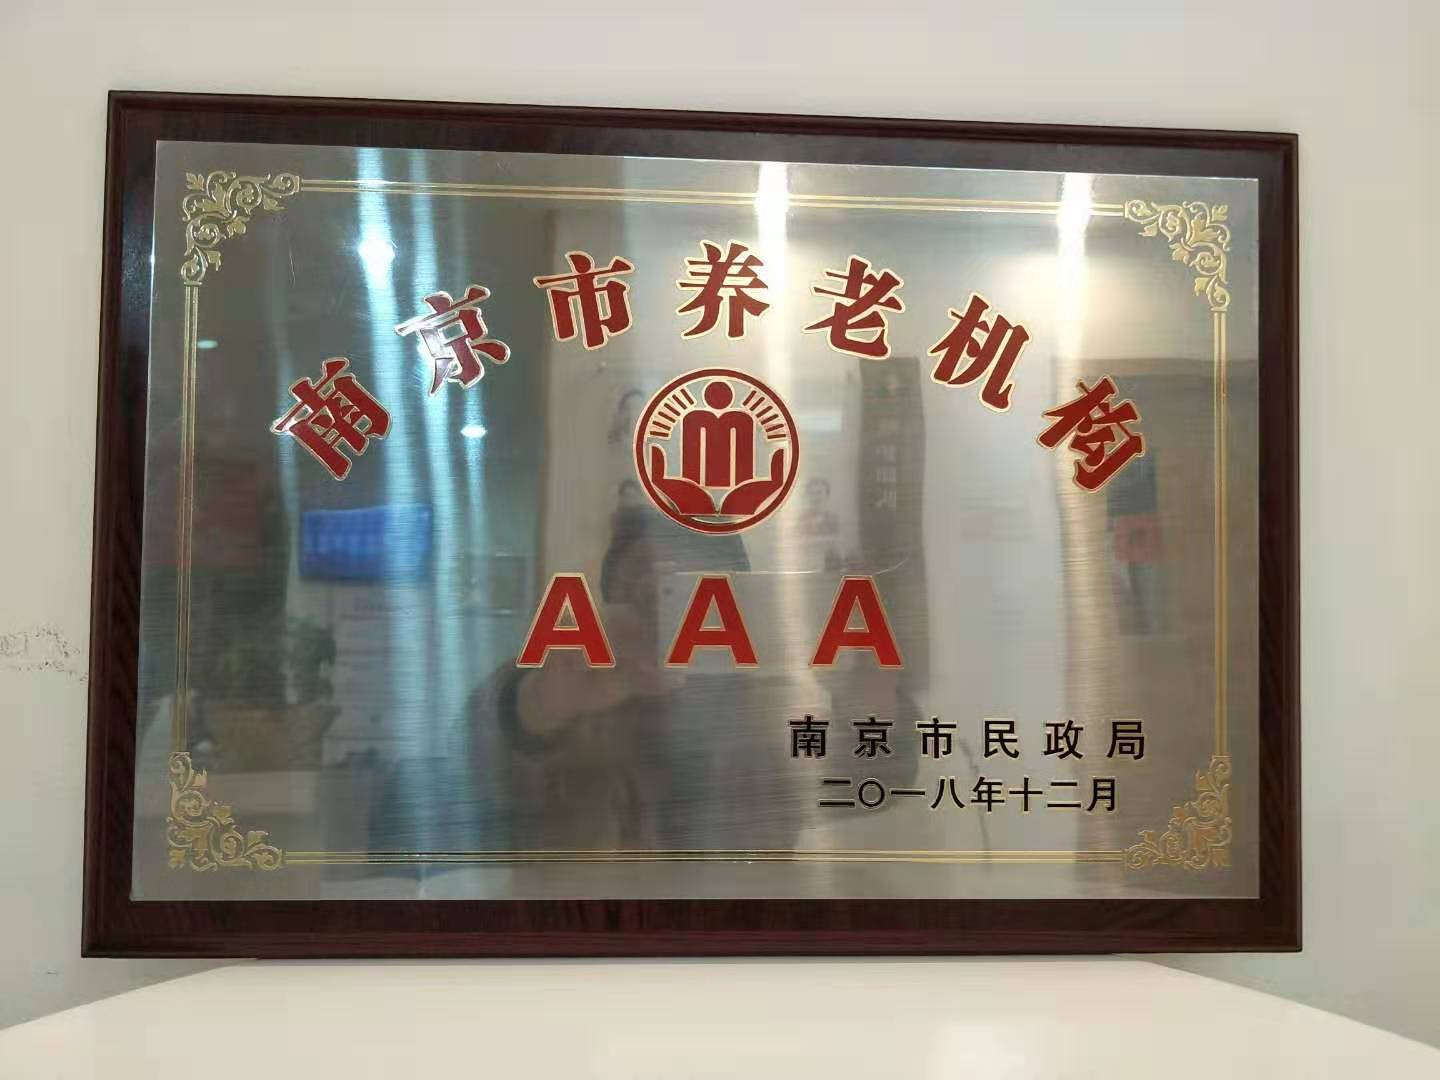 南京市养老机构
AAA
南京市民政局
二〇一八年十二月